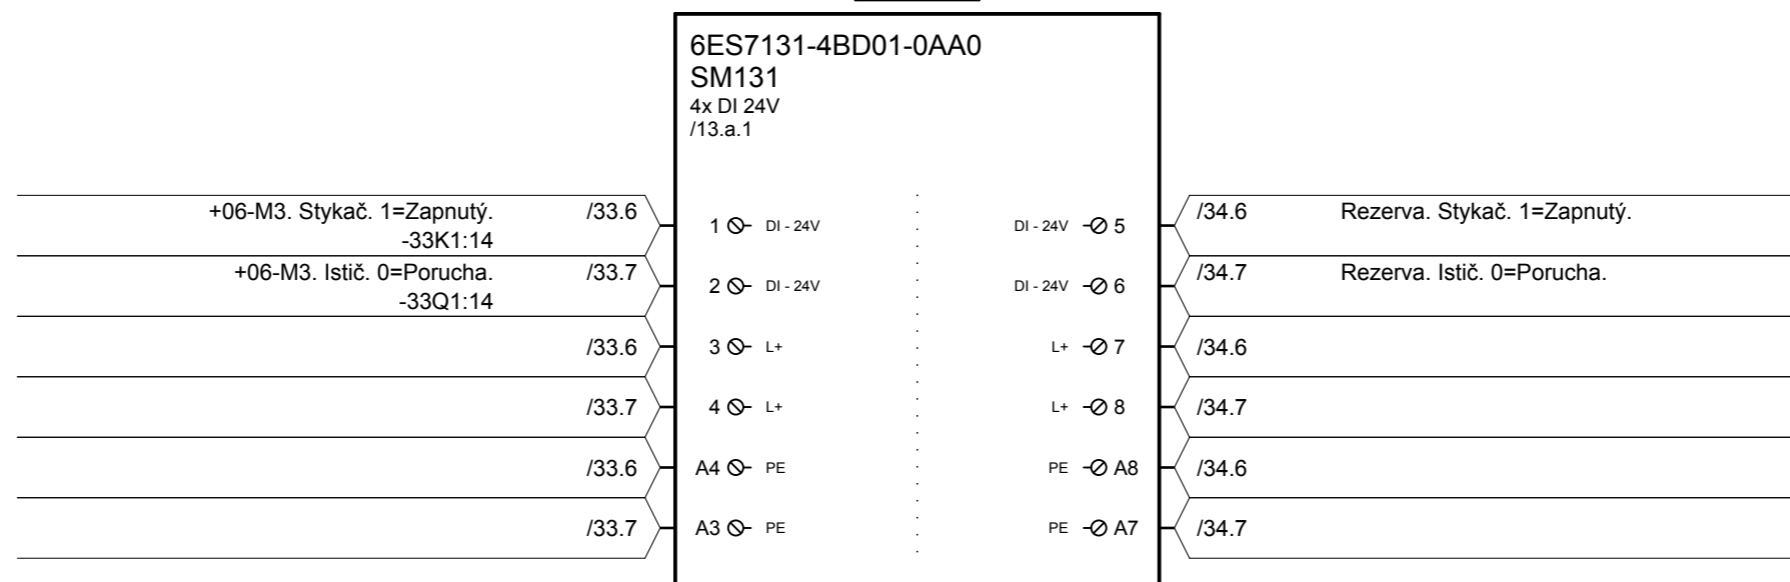 6ES7131-4BD01-0AA0
SM131
4x DI 24V
/13.a.1
+06-M3. Stykač. 1=Zapnutý. /33.6 1 DI - 24V DI - 24V 5 /34.6 Rezerva. Stykač. 1=Zapnutý.
-33K1:14
+06-M3. Istič. 0=Porucha. /33.7 2 DI - 24V DI - 24V 6 /34.7 Rezerva. Istič. 0=Porucha.
-33Q1:14
/33.6 3 L+ L+ 7 /34.6
/33.7 4 L+ L+ 8 /34.7
/33.6 A4 PE PE A8 /34.6
/33.7 A3 PE PE A7 /34.7